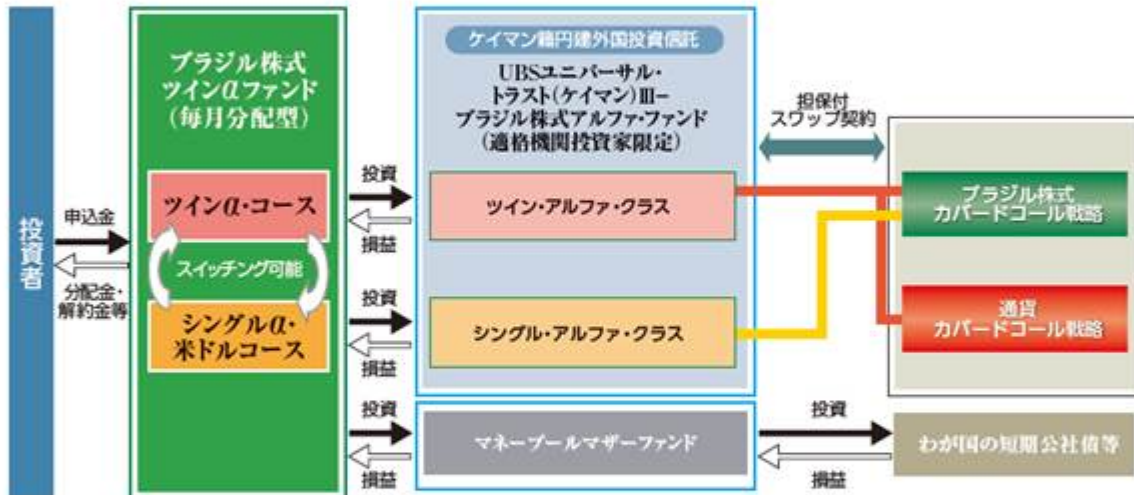 投資者
申込金
分配金・
解約金等
ブラジル株式
ツインαファンド
(毎月分配型)
ツインα・コース
スイッチング可能
シングルα・
米ドルコース
投資
損益
投資
損益
投資
損益
ケイマン籍円建外国投資信託
UBSユニバーサル・
トラスト(ケイマン)III−
ブラジル株式アルファ・ファンド
(適格機関投資家限定)
ツイン・アルファ・クラス
シングル・アルファ・クラス
マネープールマザーファンド
担保付
スワップ契約
ブラジル株式
カバードコール戦略
通貨
カバードコール戦略
投資
損益
わが国の短期公社債等